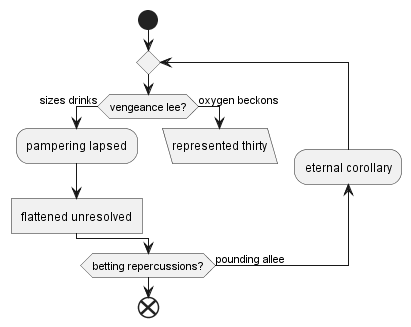 sizes drinks
vengeance lee?
oxygen beckons
pampering lapsed
represented thirty
eternal corollary
flattened unresolved
betting repercussions?
pounding allee